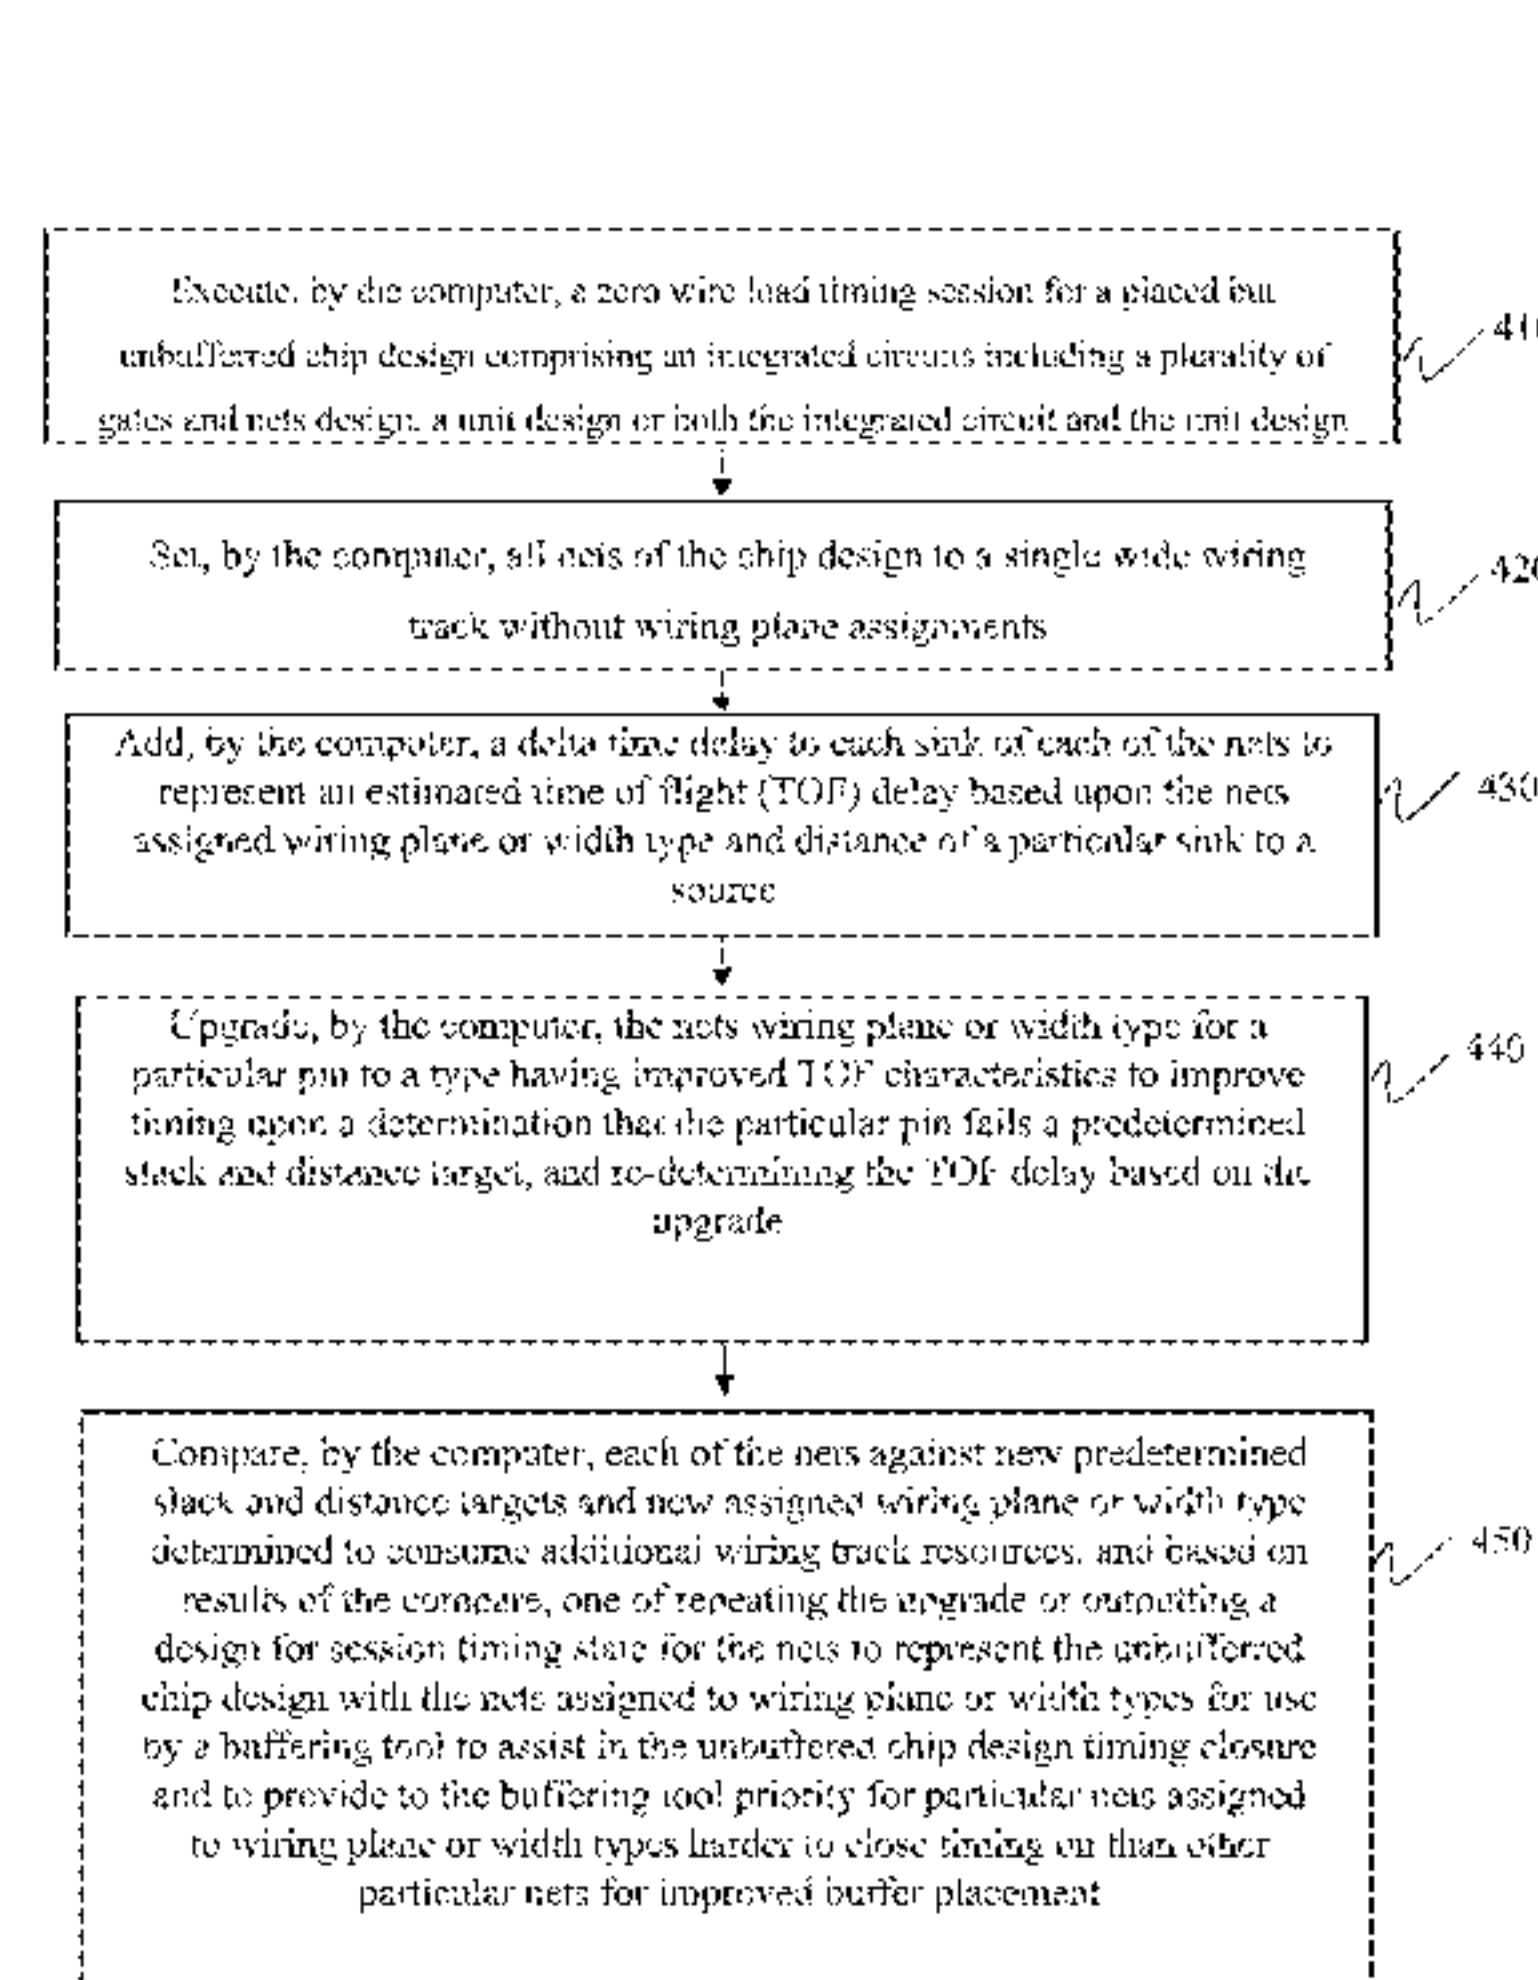 Execute, by the computer, a zero wire load timing session for a placed but
unbuffered chip design comprising an integrated circuits including a plurality of
gates and nets design, a unit design or both the integrated circuit and the unit design
410
Set, by the computer, all nets of the chip design to a single wide wiring
track without wiring plane assignments
420
Add, by the computer, a delta time delay to each sink of each of the nets to
represent an estimated time of flight (TOF) delay based upon the nets
assigned wiring plane or width type and distance of a particular sink to a
source
430
Upgrade, by the computer, the nets wiring plane or width type for a
particular pin to a type having improved TOF characteristics to improve
timing upon a determination that the particular pin fails a predetermined
slack and distance target, and re-determining the TOF delay based on the
upgrade
440
Compare, by the computer, each of the nets against new predetermined
slack and distance targets and new assigned wiring plane or width type
determined to consume additional wiring track resources, and based on
results of the compare, one of repeating the upgrade or outputting a
design for session timing state for the nets to represent the unbuffered
chip design with the nets assigned to wiring plane or width types for use
by a buffering tool to assist in the unbuffered chip design timing closure
and to provide to the buffering tool priority for particular nets assigned
to wiring plane or width types harder to close timing on than other
particular nets for improved buffer placement
450